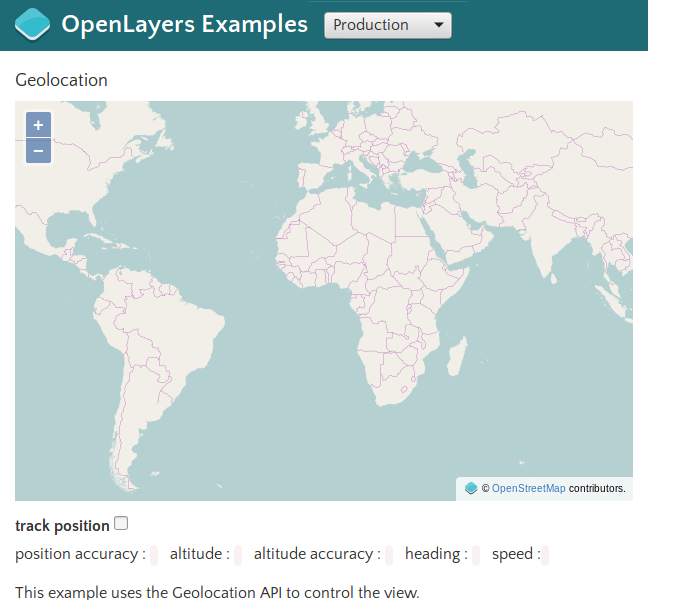 OpenLayers Examples Production
Geolocation
+
−
© OpenStreetMap contributors.
track position
position accuracy : altitude : altitude accuracy : heading : speed :
This example uses the Geolocation API to control the view.